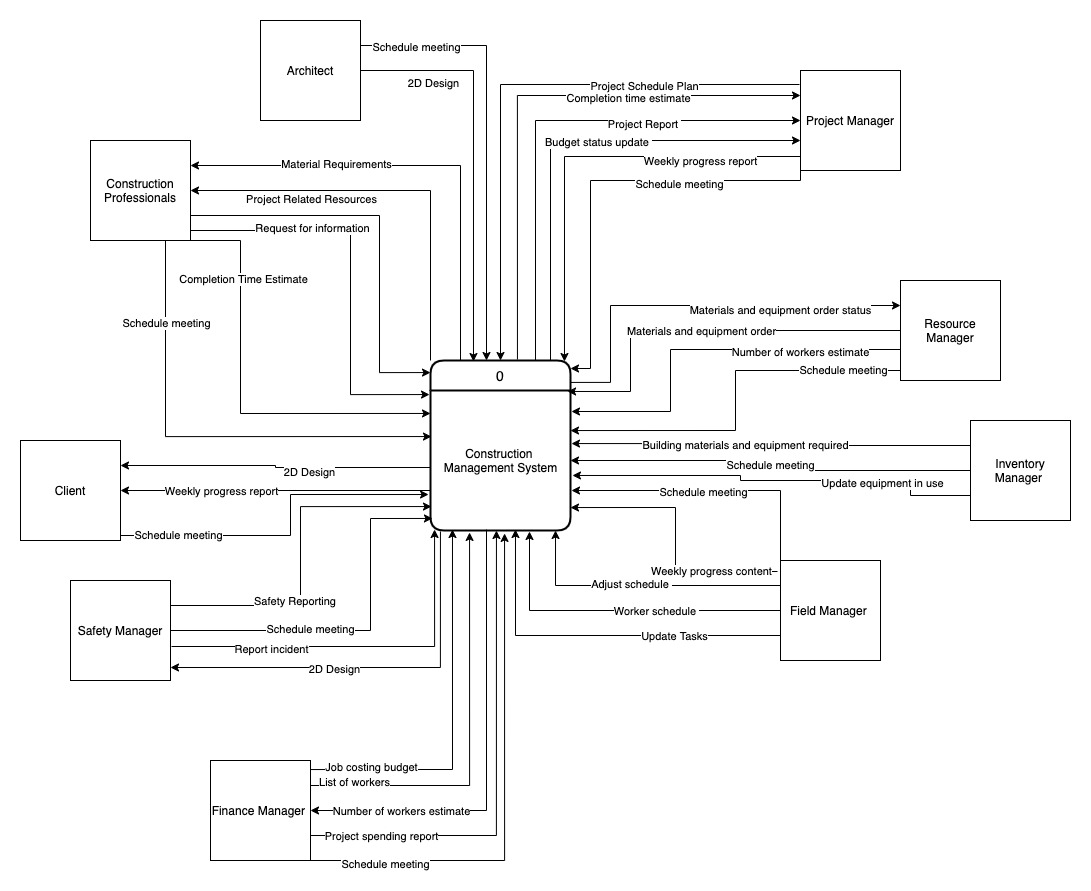 Schedule meeting
Architect
2D Design
Project Schedule Plan
Completion time estimate
Project Manager
Project Report
Budget status update
Weekly progress report
Schedule meeting
Material Requirements
Construction
Professionals
Project Related Resources
Request for information
Completion Time Estimate
Schedule meeting
Materials and equipment order status
Resource
Manager
Materials and equipment order
Number of workers estimate
Schedule meeting
0
Construction
Management System
Building materials and equipment required
Schedule meeting
Inventory
Manager
Update equipment in use
Schedule meeting
Client
2D Design
Weekly progress report
Schedule meeting
Weekly progress content
Adjust schedule
Field Manager
Worker schedule
Update Tasks
Safety Reporting
Safety Manager
Schedule meeting
Report incident
2D Design
Job costing budget
List of workers
Finance Manager
Number of workers estimate
Project spending report
Schedule meeting